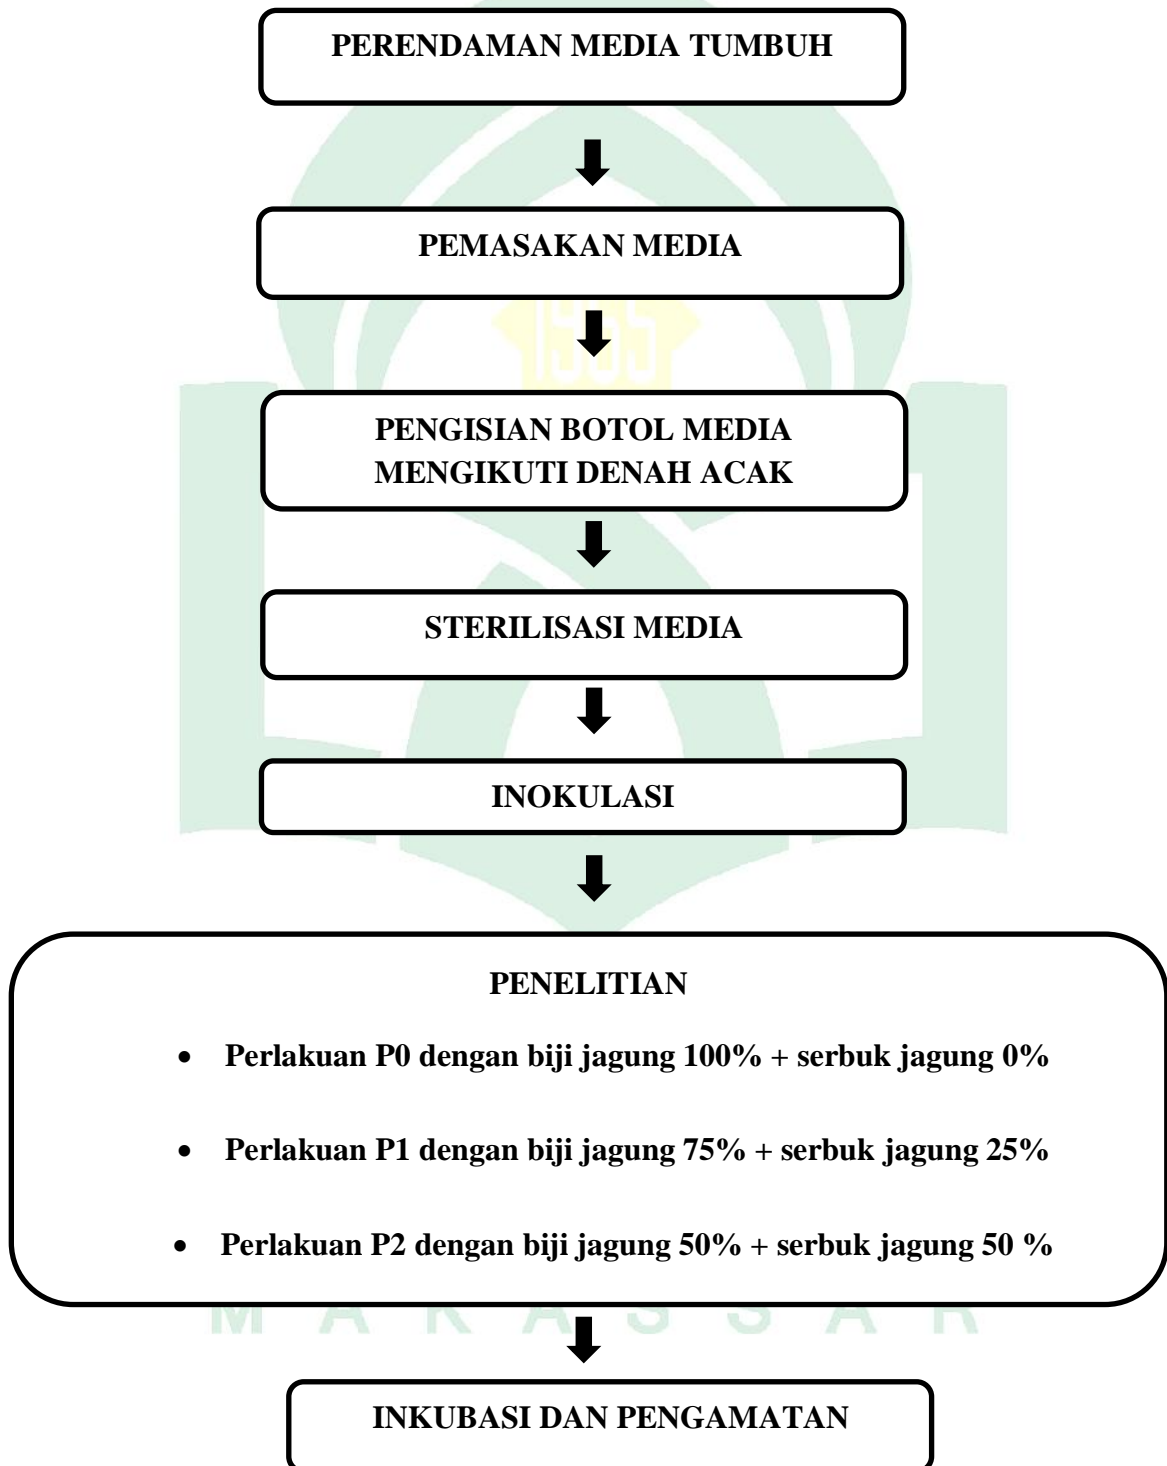 PERENDAMAN MEDIA TUMBUH
PEMASAKAN MEDIA
1965
PENGISIAN BOTOL MEDIA
MENGIKUTI DENAH ACAK
STERILISASI MEDIA
INOKULASI
PENELITIAN
• Perlakuan P0 dengan biji jagung 100% + serbuk jagung 0%
• Perlakuan P1 dengan biji jagung 75% + serbuk jagung 25%
• Perlakuan P2 dengan biji jagung 50% + serbuk jagung 50 %
MAKASSAR
INKUBASI DAN PENGAMATAN